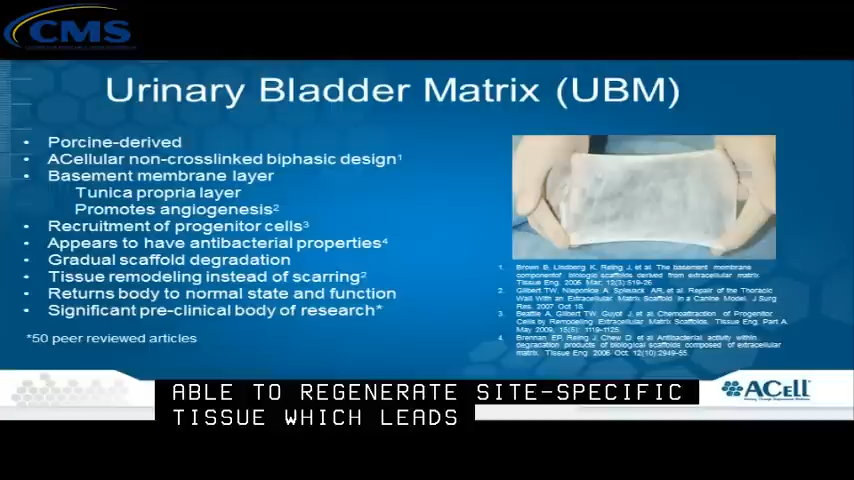 CMS
Urinary Bladder Matrix (UBM)
• Porcine-derived
• ACellular non-crosslinked biphasic design1
• Basement membrane layer
Tunica propria layer
Promotes angiogenesis2
• Recruitment of progenitor cells3
• Appears to have antibacterial properties4
• Gradual scaffold degradation
• Tissue remodeling instead of scarring2
• Returns body to normal state and function
• Significant pre-clinical body of research*
*50 peer reviewed articles
1. Brown B, Lindberg K, Reing J, et al. The basement membrane
componentof biologic scaffolds derived from extracellular matrix.
Tissue Eng. 2006 Mar; 12(3):519-26
2. Gilbert TW, Nieponice A, Spievack AR, et al. Repair of the Thoracic
Wall With an Extracellular Matrix Scaffold in a Canine Model. J Surg
Res. 2007 Oct 18.
3. Beattie A, Gilbert TW, Guyot J, et al. Chemoattraction of Progenitor
Cells by Remodeling Extracellular Matrix Scaffolds. Tissue Eng. Part A.
May 2009, 15(5): 1119-1125.
4. Brennan EP, Reing J, Chew D, et al. Antibacterial activity within
degradation products of biological scaffolds composed of extracellular
matrix. Tissue Eng. 2006 Oct; 12(10):2949-55.
ACell
ABLE TO REGENERATE SITE-SPECIFIC
TISSUE WHICH LEADS